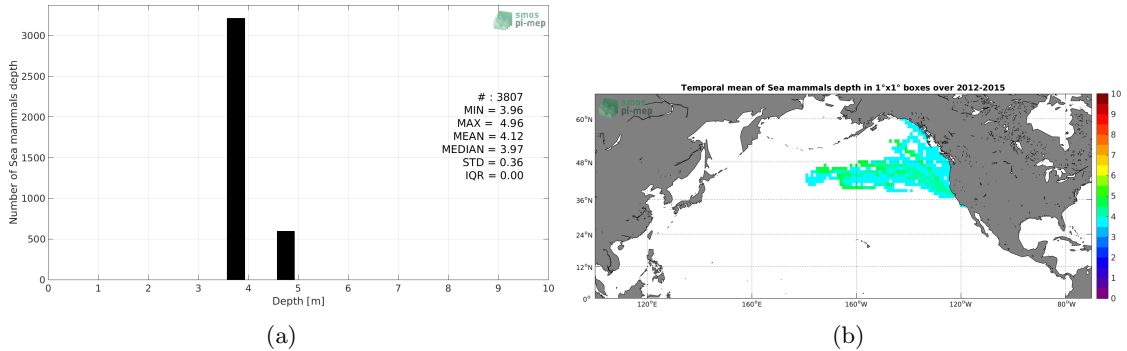 smos
pi-mep
Number of Sea mammals depth
3000
2500
2000
1500
1000
500
0
# : 3807
MIN = 3.96
MAX = 4.96
MEAN = 4.12
MEDIAN = 3.97
STD = 0.36
IQR = 0.00
0 1 2 3 4 5 6 7 8 9 10
Depth [m]
(a)
Temporal mean of Sea mammals depth in 1°x1° boxes over 2012-2015
smos
pi-mep
60°N
48°N
36°N
24°N
12°N
0°
120°E 160°E 160°W 120°W 80°W
10
9
8
7
6
5
4
3
2
1
0
(b)